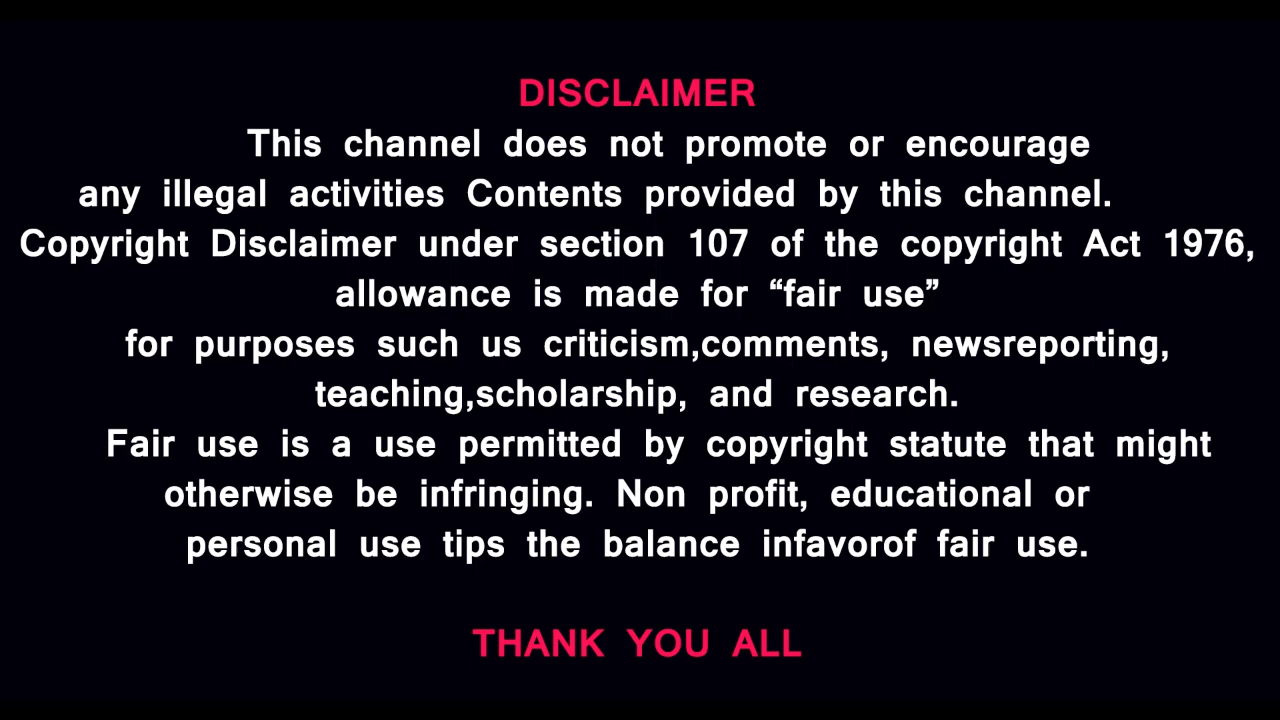 DISCLAIMER
This channel does not promote or encourage
any illegal activities Contents provided by this channel.
Copyright Disclaimer under section 107 of the copyright Act 1976,
allowance is made for “fair use”
for purposes such us criticism,comments, newsreporting,
teaching,scholarship, and research.
Fair use is a use permitted by copyright statute that might
otherwise be infringing. Non profit, educational or
personal use tips the balance infavorof fair use.
THANK YOU ALL